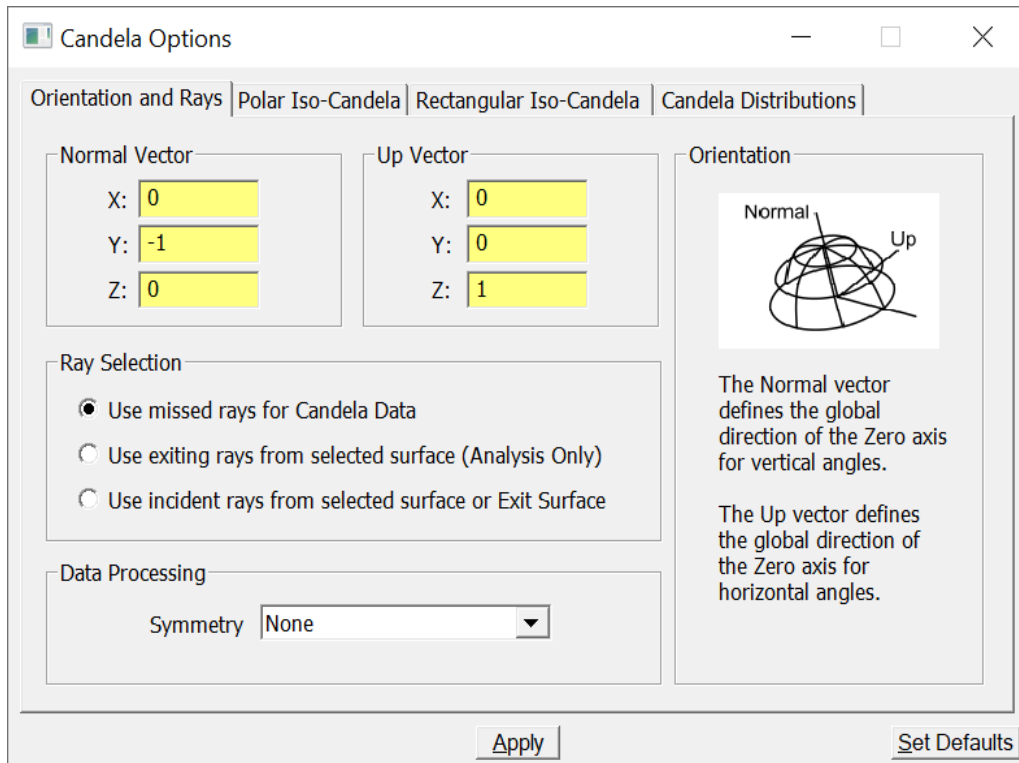 Candela Options
Orientation and Rays Polar Iso-Candela Rectangular Iso-Candela Candela Distributions
Normal Vector
X: 0
Y: -1
Z: 0
Up Vector
X: 0
Y: 0
Z: 1
Orientation
Normal
Up
The Normal vector
defines the global
direction of the Zero axis
for vertical angles.
The Up vector defines
the global direction of
the Zero axis for
horizontal angles.
Ray Selection
Use missed rays for Candela Data
Use exiting rays from selected surface (Analysis Only)
Use incident rays from selected surface or Exit Surface
Data Processing
Symmetry None
Apply
Set Defaults